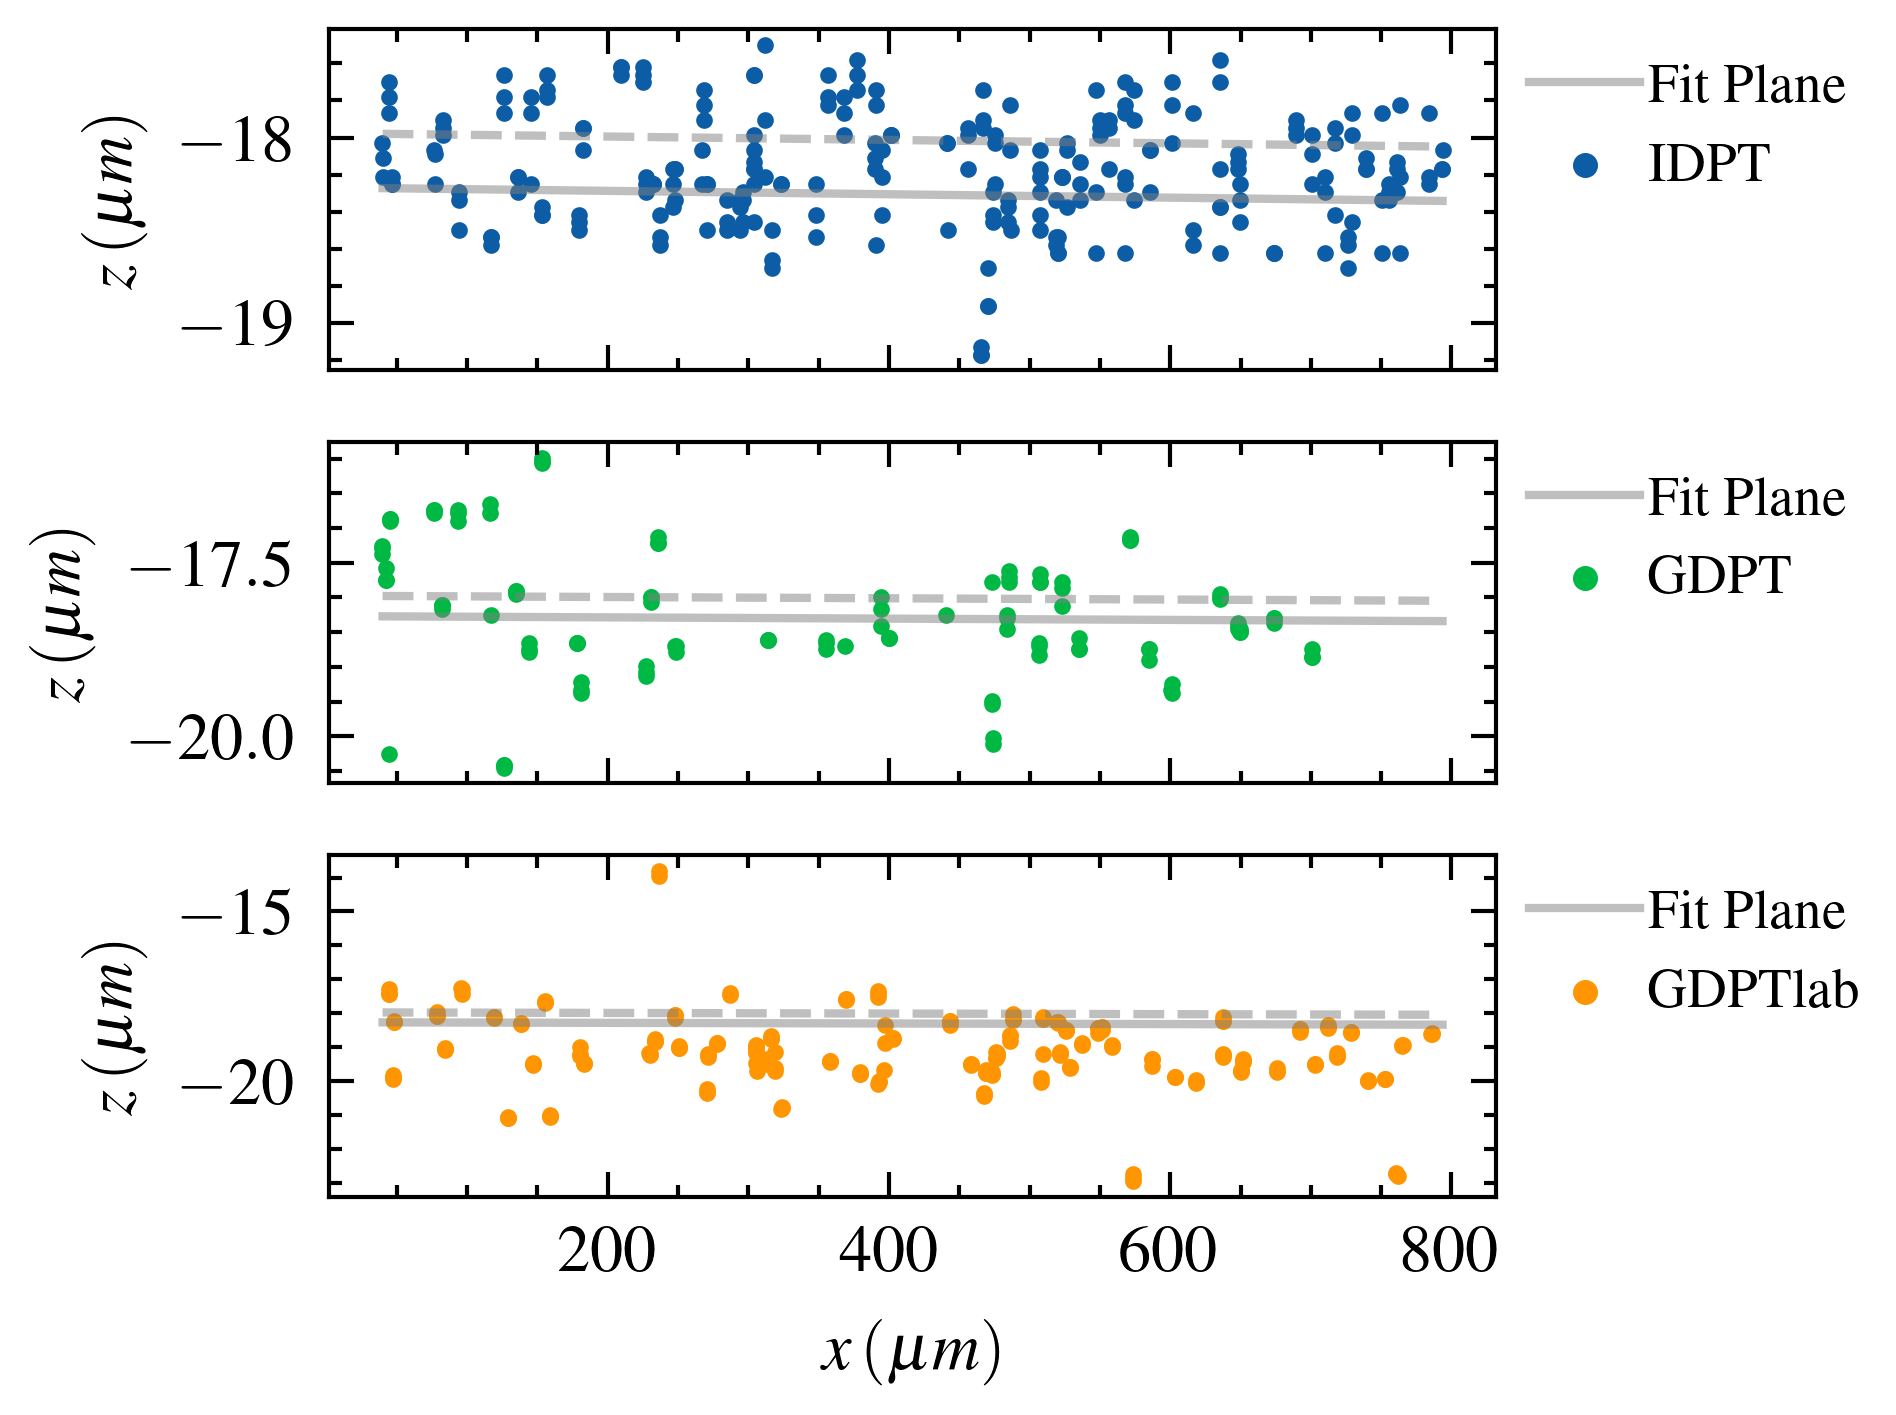 z (μm)
−18
−19
Fit Plane
IDPT
z (μm)
−17.5
−20.0
Fit Plane
GDPT
z (μm)
−15
−20
Fit Plane
GDPTlab
200 400 600 800
x (μm)